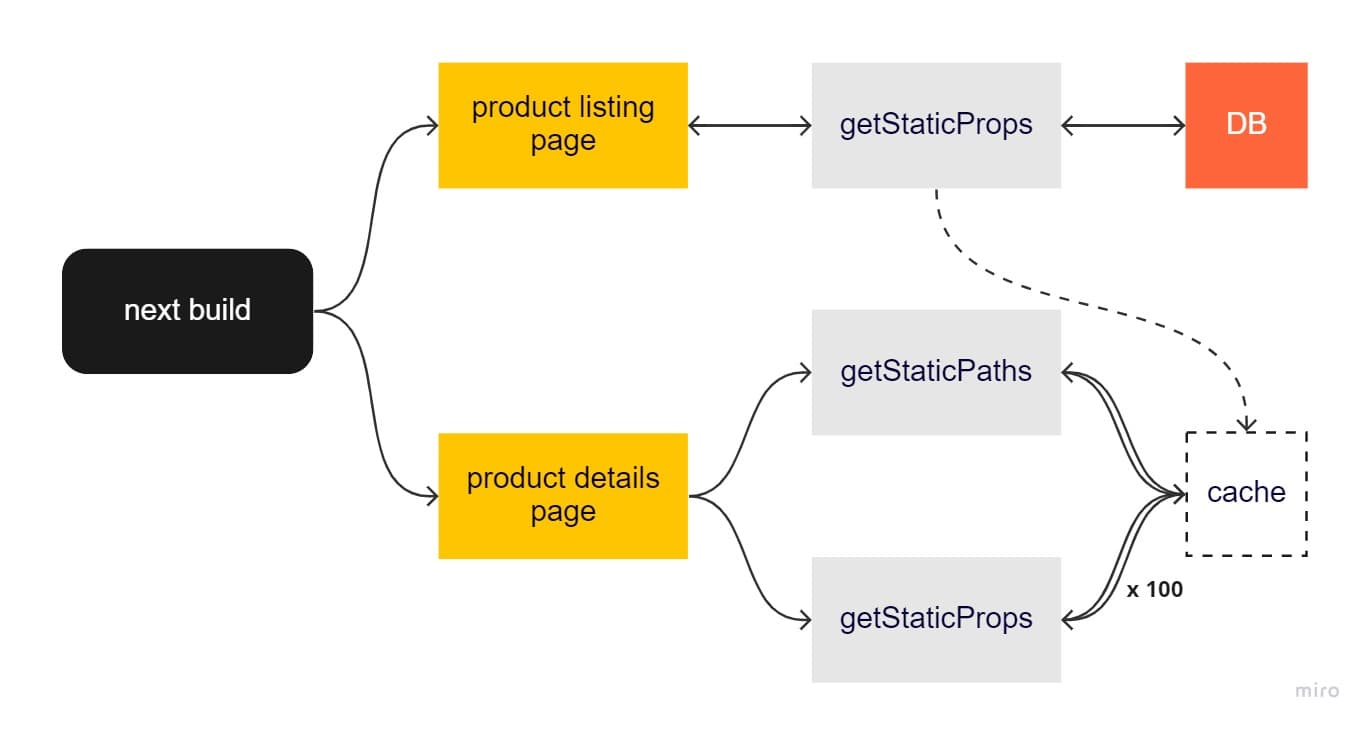 product listing
page
getStaticProps
DB
next build
getStaticPaths
product details
page
cache
x 100
getStaticProps
miro